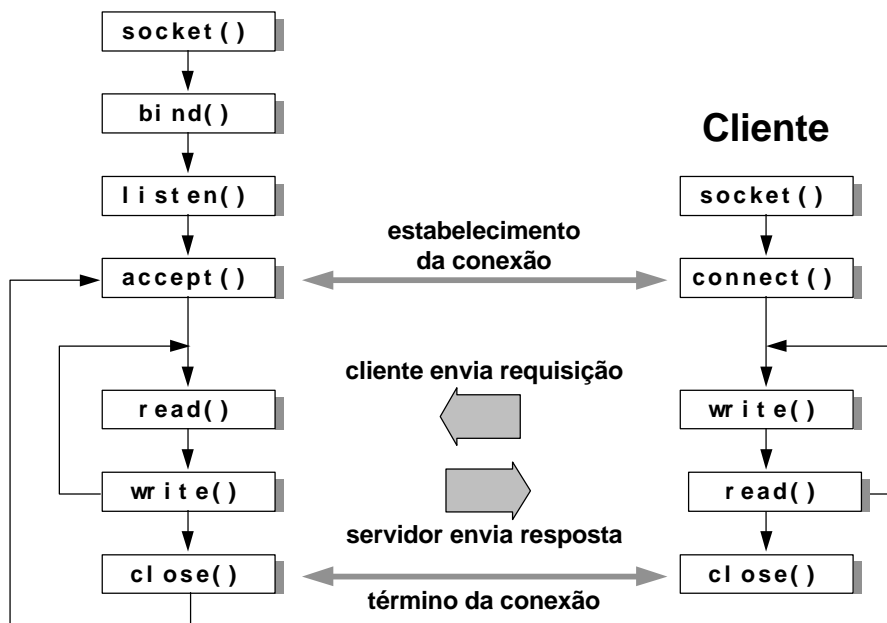 socket()
bind()
listen()
accept()
read()
write()
close()
estabelecimento
da conexão
cliente envia requisição
servidor envia resposta
término da conexão
Cliente
socket()
connect()
write()
read()
close()